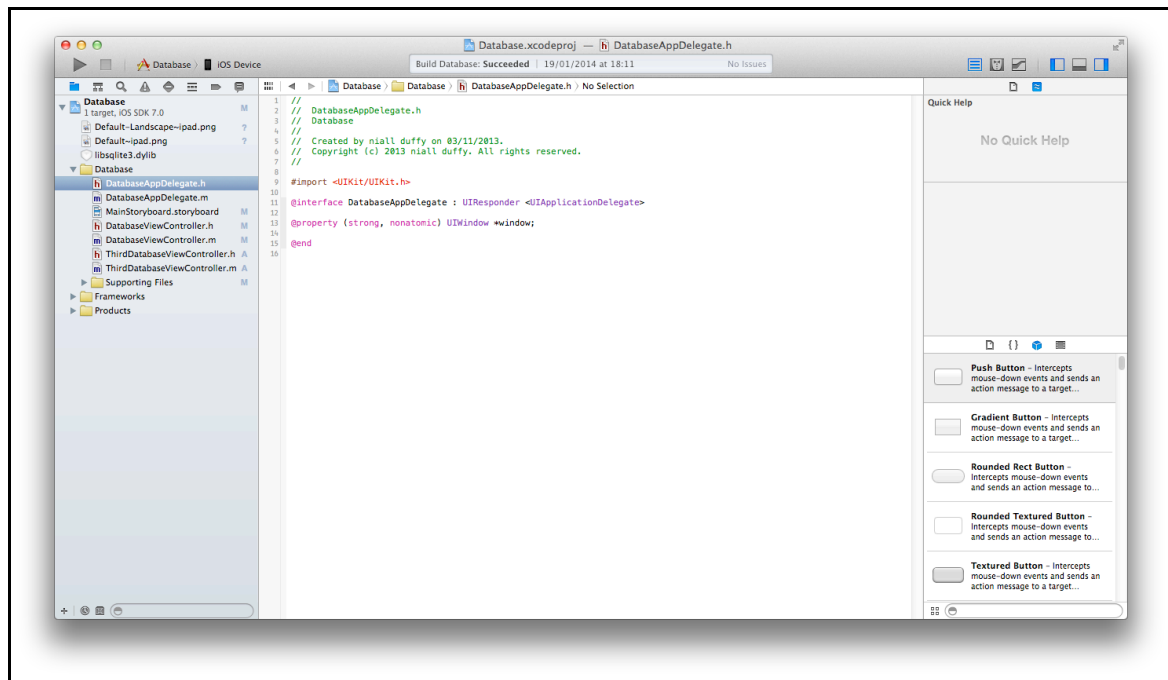 Database.xcodeproj — h DatabaseAppDelegate.h
Database iOS Device
Build Database: Succeeded | 19/01/2014 at 18:11 No Issues
Database
1 target, iOS SDK 7.0 M
Default-Landscape~ipad.png ?
Default~ipad.png ?
libsqlite3.dylib
Database
h DatabaseAppDelegate.h
m DatabaseAppDelegate.m
MainStoryboard.storyboard M
h DatabaseViewController.h M
m DatabaseViewController.m M
h ThirdDatabaseViewController.h A
m ThirdDatabaseViewController.m A
Supporting Files M
Frameworks
Products
Database Database h DatabaseAppDelegate.h No Selection
1 //
2 // DatabaseAppDelegate.h
3 // Database
4 //
5 // Created by niall duffy on 03/11/2013.
6 // Copyright (c) 2013 niall duffy. All rights reserved.
7 //
8
9 #import <UIKit/UIKit.h>
10
11 @interface DatabaseAppDelegate : UIResponder <UIApplicationDelegate>
12
13 @property (strong, nonatomic) UIWindow *window;
14
15 @end
16
Quick Help
No Quick Help
{}
Push Button – Intercepts
mouse-down events and sends an
action message to a target...
Gradient Button – Intercepts
mouse-down events and sends an
action message to a target...
Rounded Rect Button –
Intercepts mouse-down events
and sends an action message to...
Rounded Textured Button –
Intercepts mouse-down events
and sends an action message to...
Textured Button – Intercepts
mouse-down events and sends an
action message to a target...